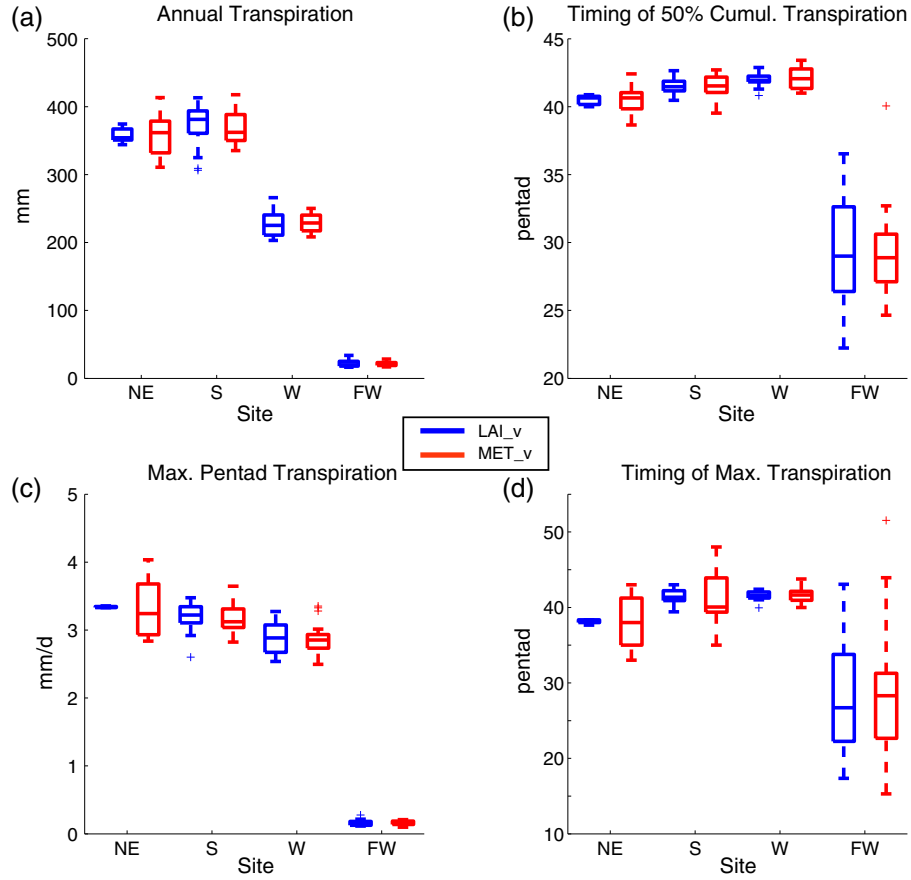 (a)
Annual Transpiration
500
400
300
200
100
0
mm
NE S W FW
Site
(b)
Timing of 50% Cumul. Transpiration
45
40
35
30
25
20
pentad
NE S W FW
Site
LAI_v
MET_v
(c)
Max. Pentad Transpiration
5
4
3
2
1
0
mm/d
NE S W FW
Site
(d)
Timing of Max. Transpiration
50
40
30
20
10
pentad
NE S W FW
Site